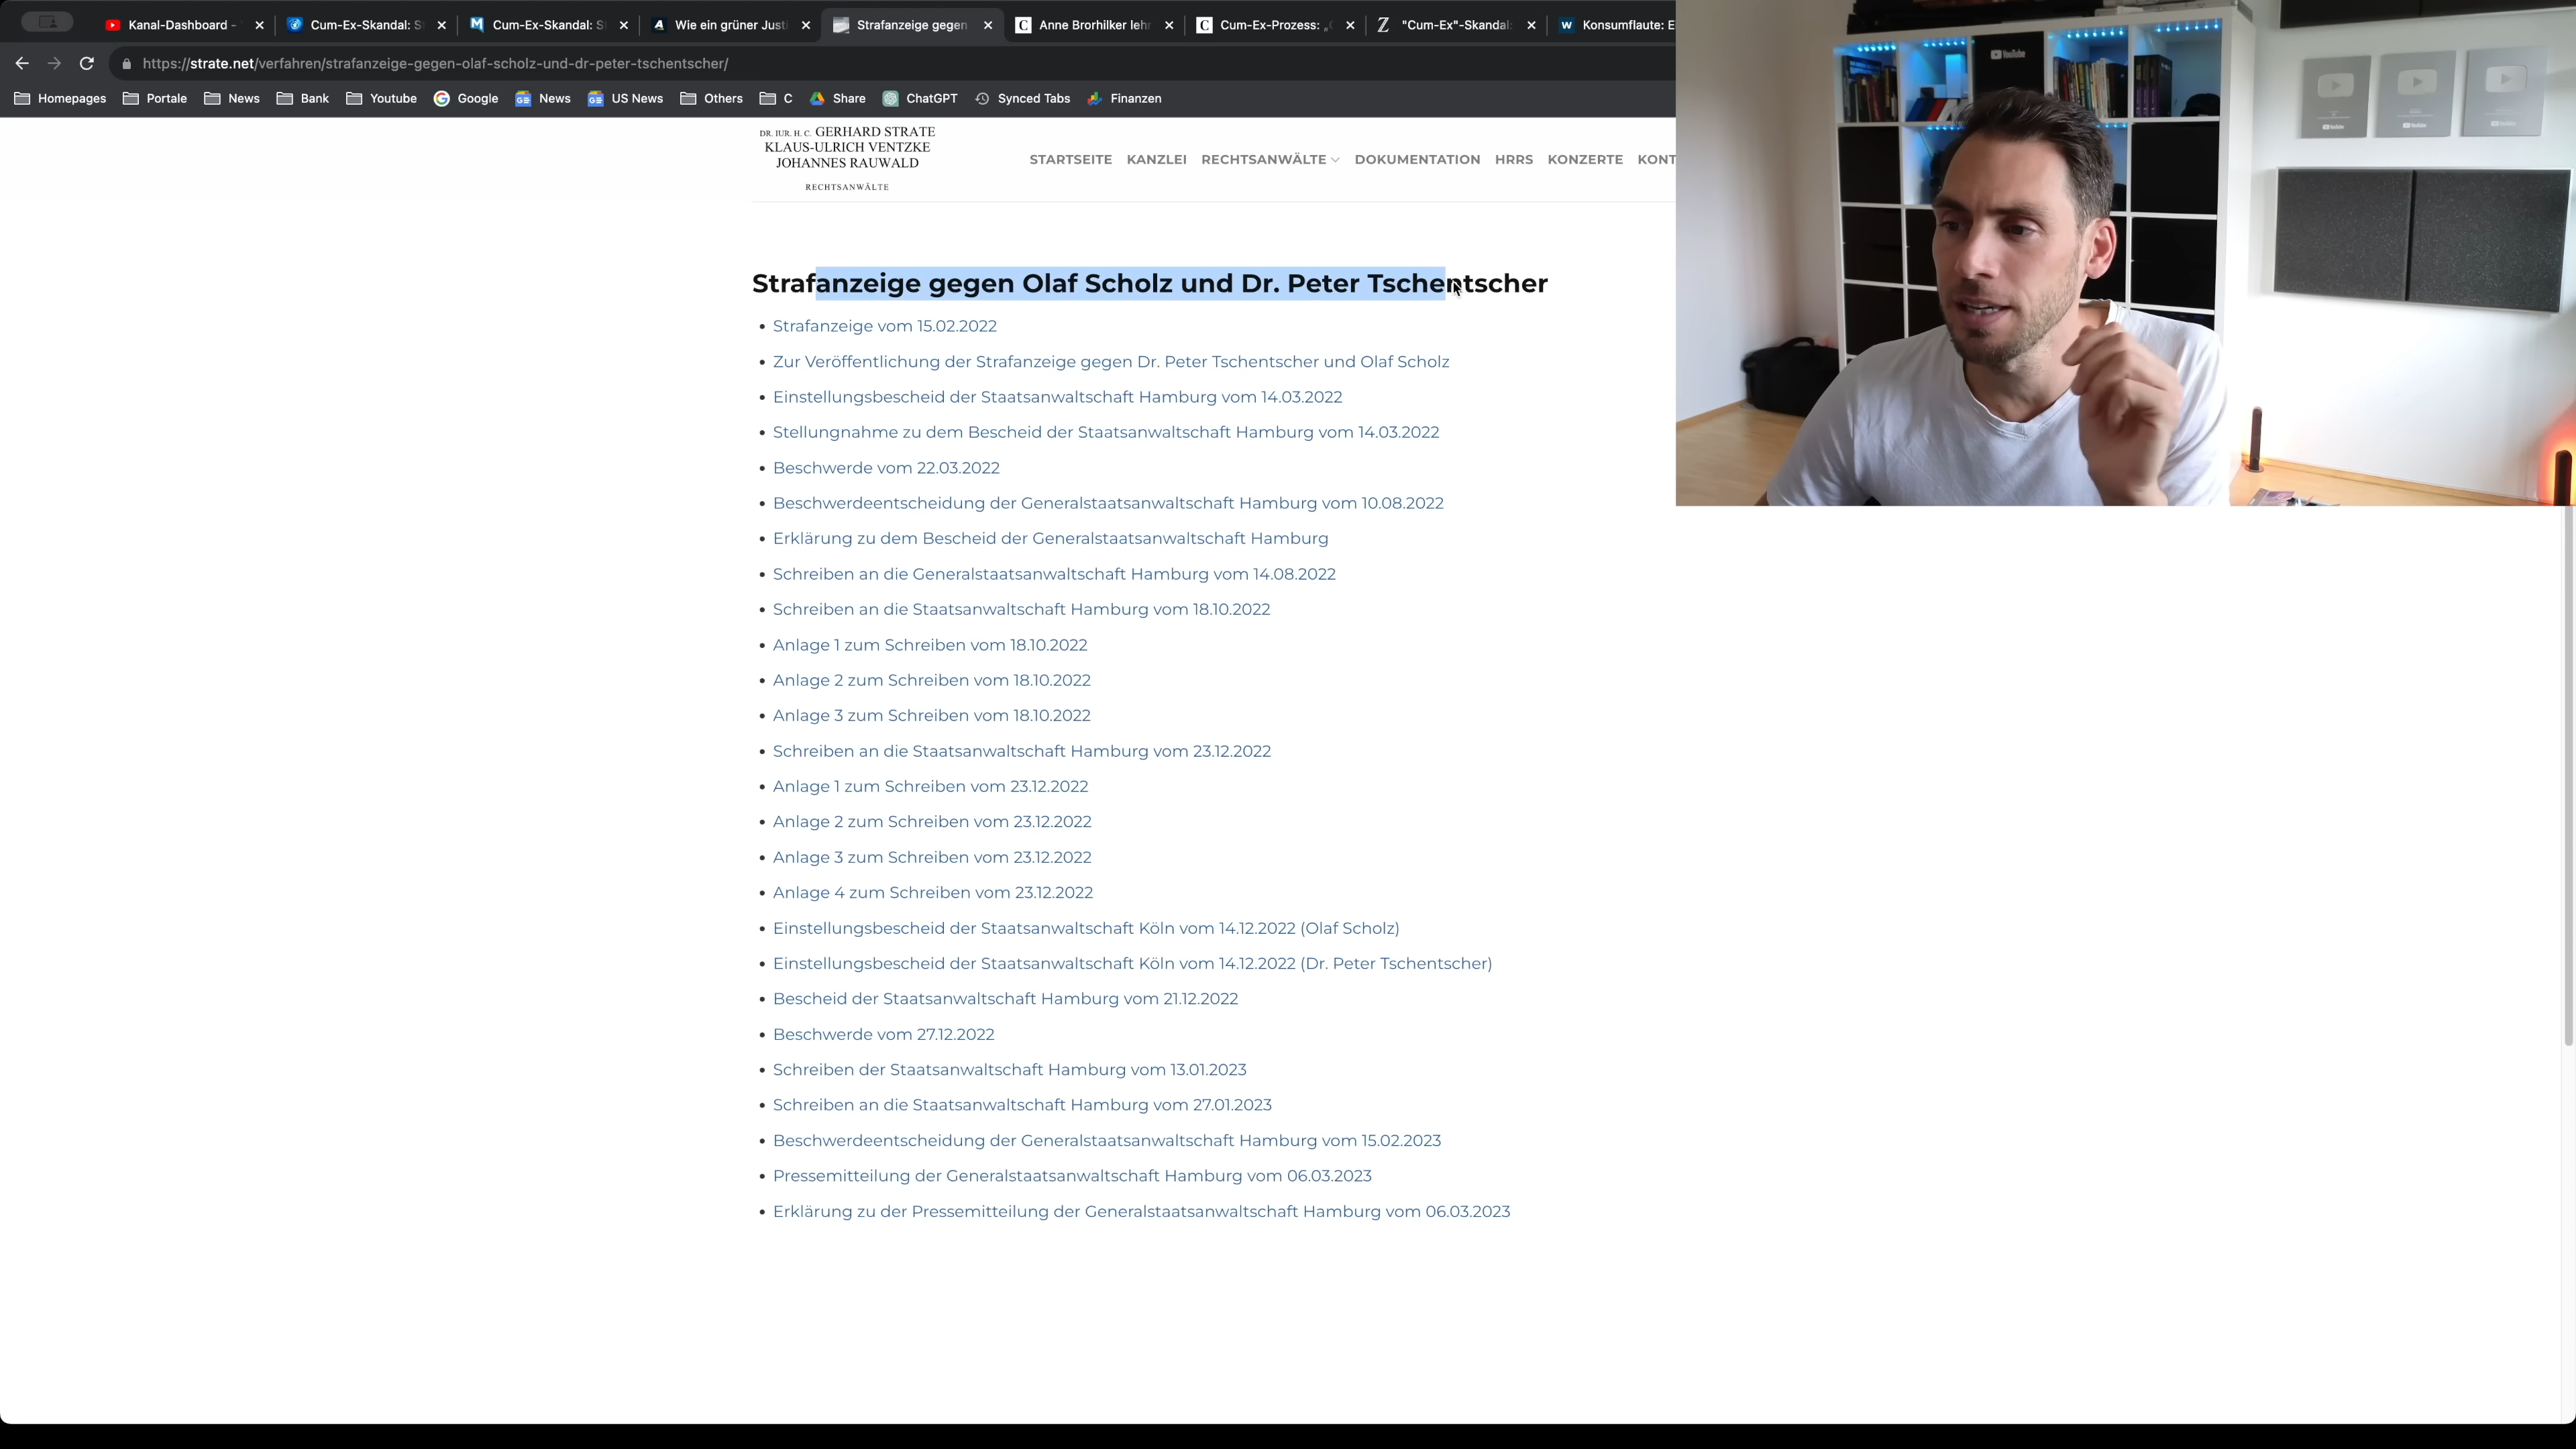 Kanal-Dashboard -
Cum-Ex-Skandal: S
Cum-Ex-Skandal: S
Wie ein grüner Justi
Strafanzeige gegen
Anne Brorhilker leh
Cum-Ex-Prozess: „
"Cum-Ex"-Skandal:
Konsumflaute: E
https://strate.net/verfahren/strafanzeige-gegen-olaf-scholz-und-dr-peter-tschentscher/
Homepages Portale News Bank Youtube Google News US News Others C Share ChatGPT Synced Tabs Finanzen
DR. IUR. H. C. GERHARD STRATE
KLAUS-ULRICH VENTZKE
JOHANNES RAUWALD
RECHTSANWÄLTE
STARTSEITE KANZLEI RECHTSANWÄLTE DOKUMENTATION HRRS KONZERTE KONT
Strafanzeige gegen Olaf Scholz und Dr. Peter Tschentscher
• Strafanzeige vom 15.02.2022
• Zur Veröffentlichung der Strafanzeige gegen Dr. Peter Tschentscher und Olaf Scholz
• Einstellungsbescheid der Staatsanwaltschaft Hamburg vom 14.03.2022
• Stellungnahme zu dem Bescheid der Staatsanwaltschaft Hamburg vom 14.03.2022
• Beschwerde vom 22.03.2022
• Beschwerdeentscheidung der Generalstaatsanwaltschaft Hamburg vom 10.08.2022
• Erklärung zu dem Bescheid der Generalstaatsanwaltschaft Hamburg
• Schreiben an die Generalstaatsanwaltschaft Hamburg vom 14.08.2022
• Schreiben an die Staatsanwaltschaft Hamburg vom 18.10.2022
• Anlage 1 zum Schreiben vom 18.10.2022
• Anlage 2 zum Schreiben vom 18.10.2022
• Anlage 3 zum Schreiben vom 18.10.2022
• Schreiben an die Staatsanwaltschaft Hamburg vom 23.12.2022
• Anlage 1 zum Schreiben vom 23.12.2022
• Anlage 2 zum Schreiben vom 23.12.2022
• Anlage 3 zum Schreiben vom 23.12.2022
• Anlage 4 zum Schreiben vom 23.12.2022
• Einstellungsbescheid der Staatsanwaltschaft Köln vom 14.12.2022 (Olaf Scholz)
• Einstellungsbescheid der Staatsanwaltschaft Köln vom 14.12.2022 (Dr. Peter Tschentscher)
• Bescheid der Staatsanwaltschaft Hamburg vom 21.12.2022
• Beschwerde vom 27.12.2022
• Schreiben der Staatsanwaltschaft Hamburg vom 13.01.2023
• Schreiben an die Staatsanwaltschaft Hamburg vom 27.01.2023
• Beschwerdeentscheidung der Generalstaatsanwaltschaft Hamburg vom 15.02.2023
• Pressemitteilung der Generalstaatsanwaltschaft Hamburg vom 06.03.2023
• Erklärung zu der Pressemitteilung der Generalstaatsanwaltschaft Hamburg vom 06.03.2023
YouTube